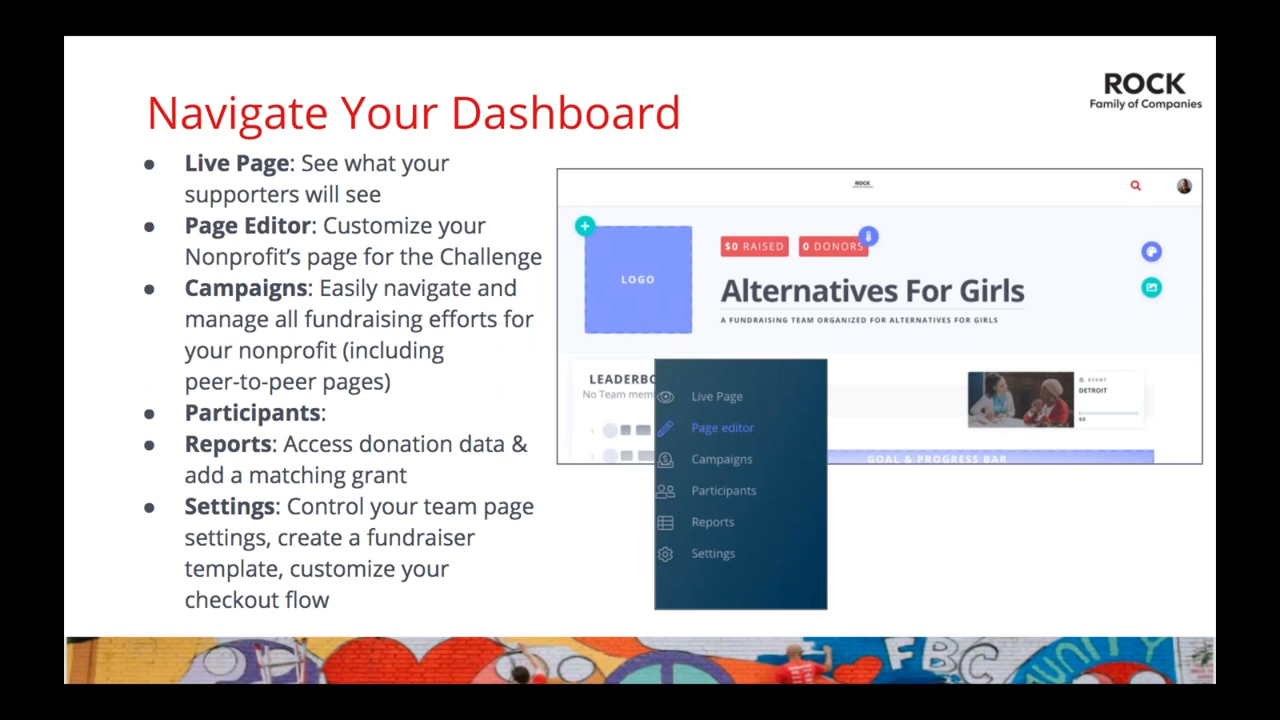 ROCK
Family of Companies
Navigate Your Dashboard
● Live Page: See what your
supporters will see
● Page Editor: Customize your
Nonprofit's page for the Challenge
● Campaigns: Easily navigate and
manage all fundraising efforts for
your nonprofit (including
peer-to-peer pages)
● Participants:
● Reports: Access donation data &
add a matching grant
● Settings: Control your team page
settings, create a fundraiser
template, customize your
checkout flow
ROCK
$0 RAISED 0 DONORS
LOGO
Alternatives For Girls
A FUNDRAISING TEAM ORGANIZED FOR ALTERNATIVES FOR GIRLS
LEADERBO
No Team mem
1
2
EVENT
DETROIT
$0
GOAL & PROGRESS BAR
Live Page
Page editor
Campaigns
Participants
Reports
Settings
FBC
UNITY